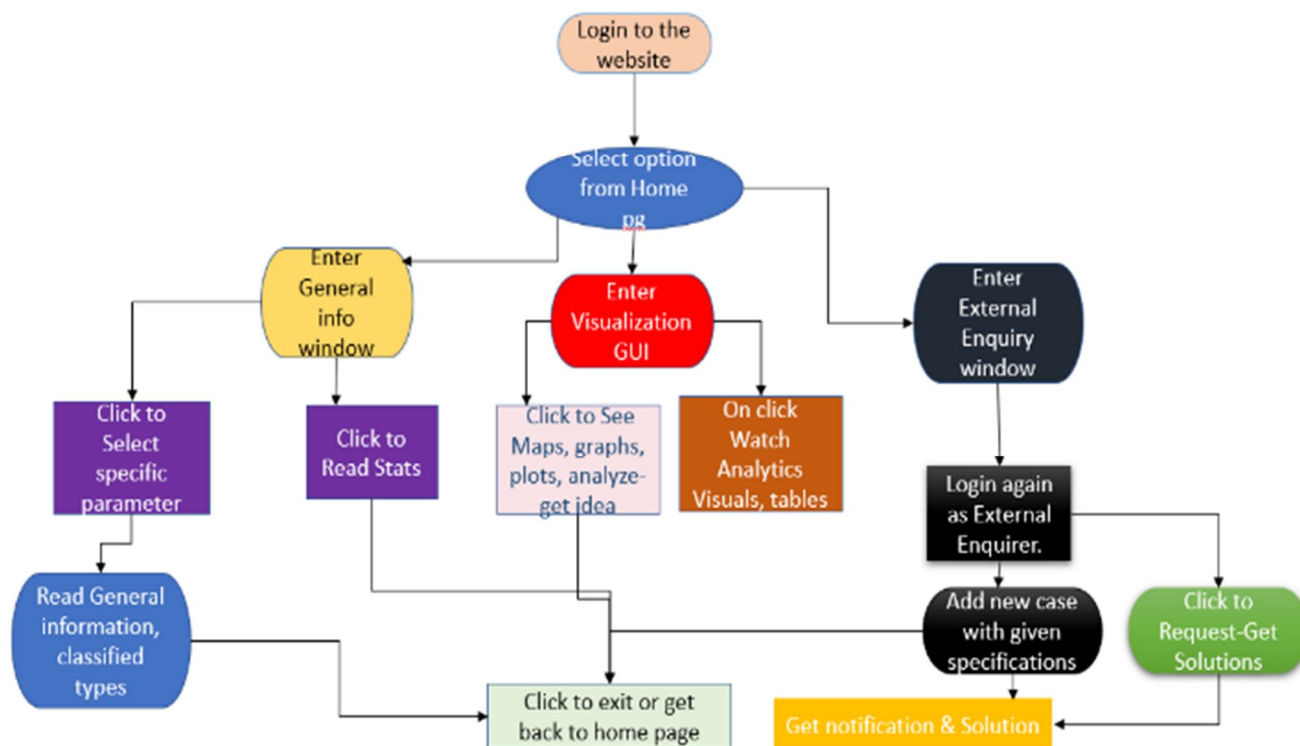 Login to the
website
Select option
from Home
pg
Enter
General
info
window
Enter
Visualization
GUI
Enter
External
Enquiry
window
Click to
Select
specific
parameter
Click to
Read Stats
Click to See
Maps, graphs,
plots, analyze-
get idea
On click
Watch
Analytics
Visuals, tables
Login again
as External
Enquirer.
Read General
information,
classified
types
Add new case
with given
specifications
Click to
Request-Get
Solutions
Click to exit or get
back to home page
Get notification & Solution